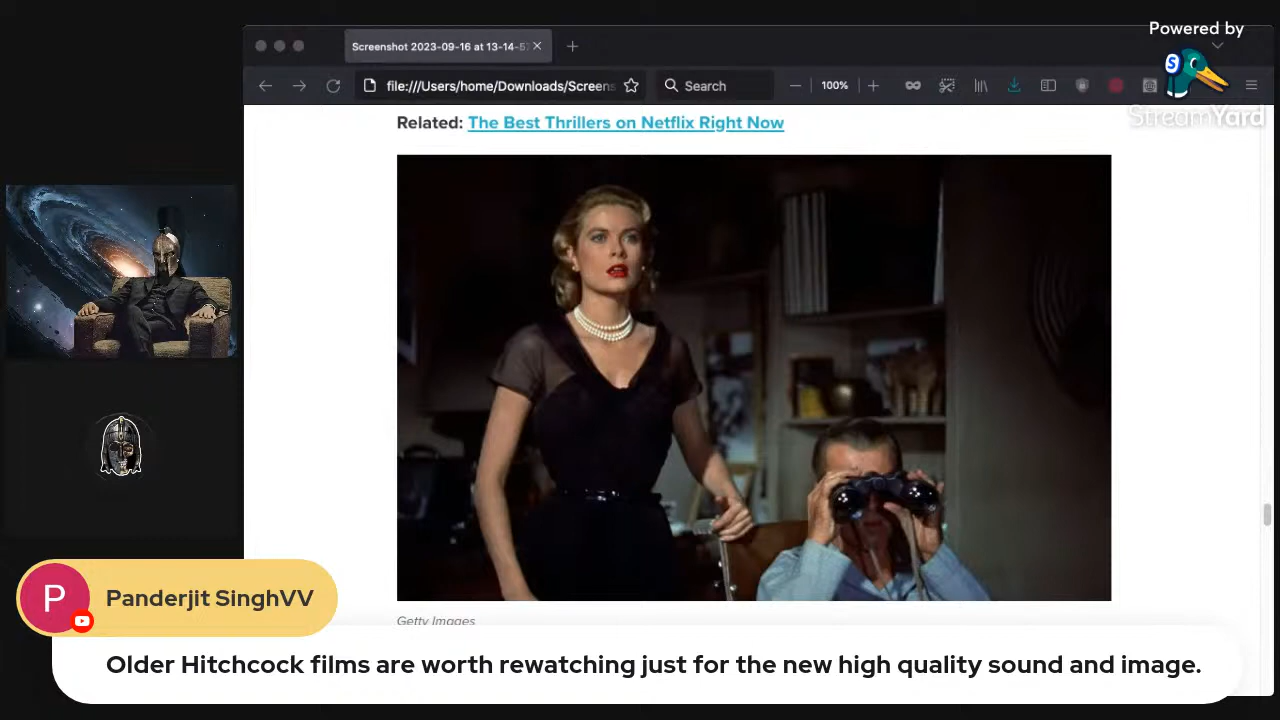 Powered by
StreamYard
Screenshot 2023-09-16 at 13-14-57
file:///Users/home/Downloads/Screens
Search
100%
Related: The Best Thrillers on Netflix Right Now
Getty Images
P
Panderjit SinghVV
Older Hitchcock films are worth rewatching just for the new high quality sound and image.